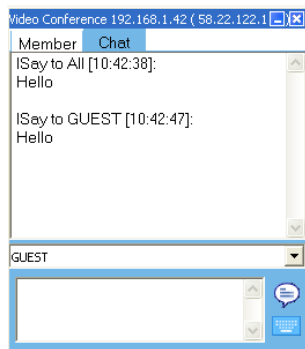 Video Conference 192.168.1.42 ( 58.22.122.1
Member Chat
ISay to All [10:42:38]:
Hello
ISay to GUEST [10:42:47]:
Hello
GUEST